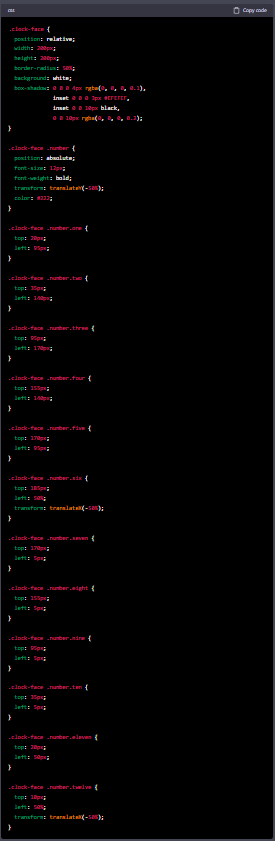 css
Copy code
.clock-face {
position: relative;
width: 200px;
height: 200px;
border-radius: 50%;
background: white;
box-shadow: 0 0 0 4px rgba(0, 0, 0, 0.1),
inset 0 0 0 3px #EFEFEF,
inset 0 0 10px black,
0 0 10px rgba(0, 0, 0, 0.2);
}
.clock-face .number {
position: absolute;
font-size: 12px;
font-weight: bold;
transform: translateY(-50%);
color: #222;
}
.clock-face .number.one {
top: 20px;
left: 95px;
}
.clock-face .number.two {
top: 35px;
left: 140px;
}
.clock-face .number.three {
top: 95px;
left: 170px;
}
.clock-face .number.four {
top: 155px;
left: 140px;
}
.clock-face .number.five {
top: 170px;
left: 95px;
}
.clock-face .number.six {
top: 185px;
left: 50%;
transform: translateX(-50%);
}
.clock-face .number.seven {
top: 170px;
left: 5px;
}
.clock-face .number.eight {
top: 155px;
left: 5px;
}
.clock-face .number.nine {
top: 95px;
left: 5px;
}
.clock-face .number.ten {
top: 35px;
left: 5px;
}
.clock-face .number.eleven {
top: 20px;
left: 50px;
}
.clock-face .number.twelve {
top: 10px;
left: 50%;
transform: translateX(-50%);
}